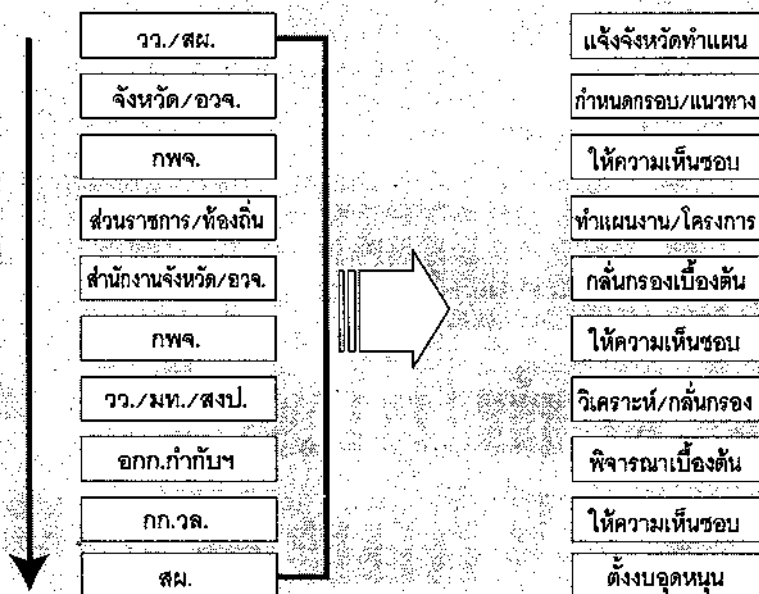 วว./สผ.
แจ้งจังหวัดทำแผน
จังหวัด/อวจ.
กำหนดกรอบ/แนวทาง
กพจ.
ให้ความเห็นชอบ
ส่วนราชการ/ท้องถิ่น
ทำแผนงาน/โครงการ
สำนักงานจังหวัด/อวจ.
กลั่นกรองเบื้องต้น
กพจ.
ให้ความเห็นชอบ
วว./มท./สงป.
วิเคราะห์/กลั่นกรอง
อกก.กำกับฯ
พิจารณาเบื้องต้น
กก.วล.
ให้ความเห็นชอบ
สผ.
ตั้งงบอุดหนุน